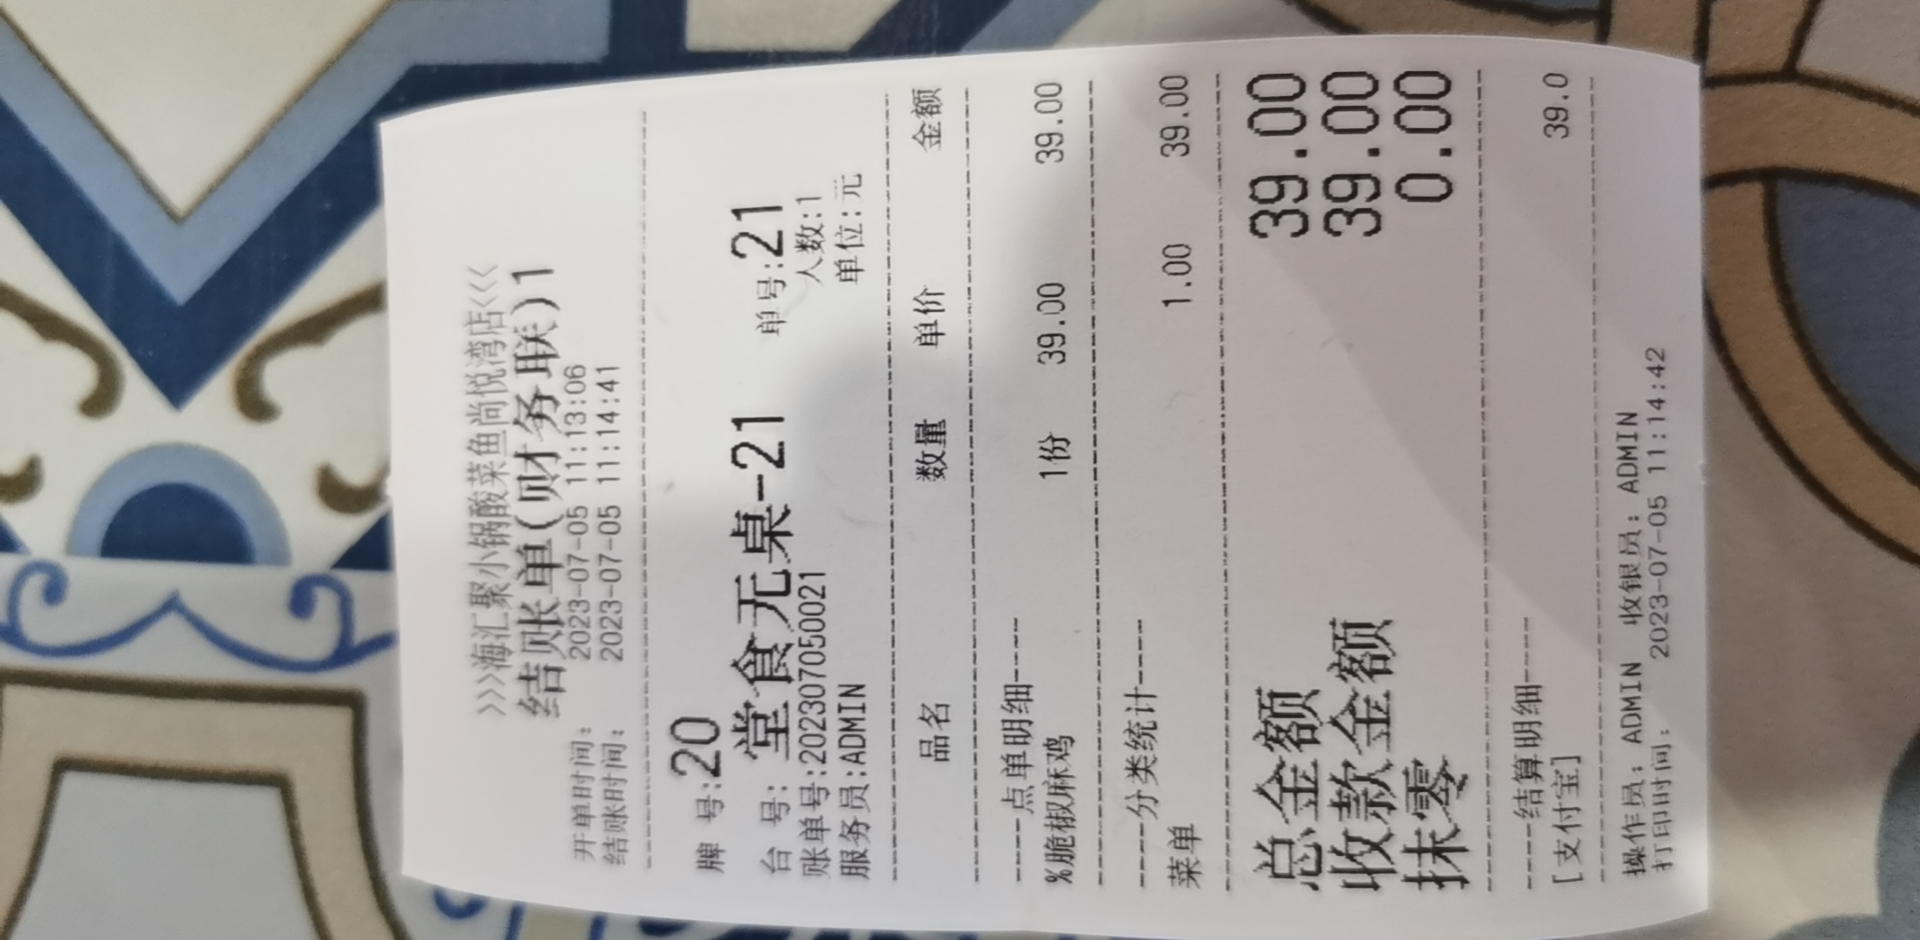 >>>海汇聚小锅酸菜鱼尚悦湾店<<<
结账单(财务联)1
开单时间: 2023-07-05 11:13:06
结账时间: 2023-07-05 11:14:41
牌 号:20
台 号: 堂食无桌-21 单号:21
账单号:202307050021 人数:1
服务员:ADMIN 单位:元
品名 数量 单价 金额
----点单明细----
%脆椒麻鸡 1份 39.00 39.00
----分类统计----
菜单 1.00 39.00
总金额 39.00
收款金额 39.00
抹零 0.00
----结算明细----
[支付宝] 39.0
操作员: ADMIN 收银员: ADMIN
打印时间: 2023-07-05 11:14:42